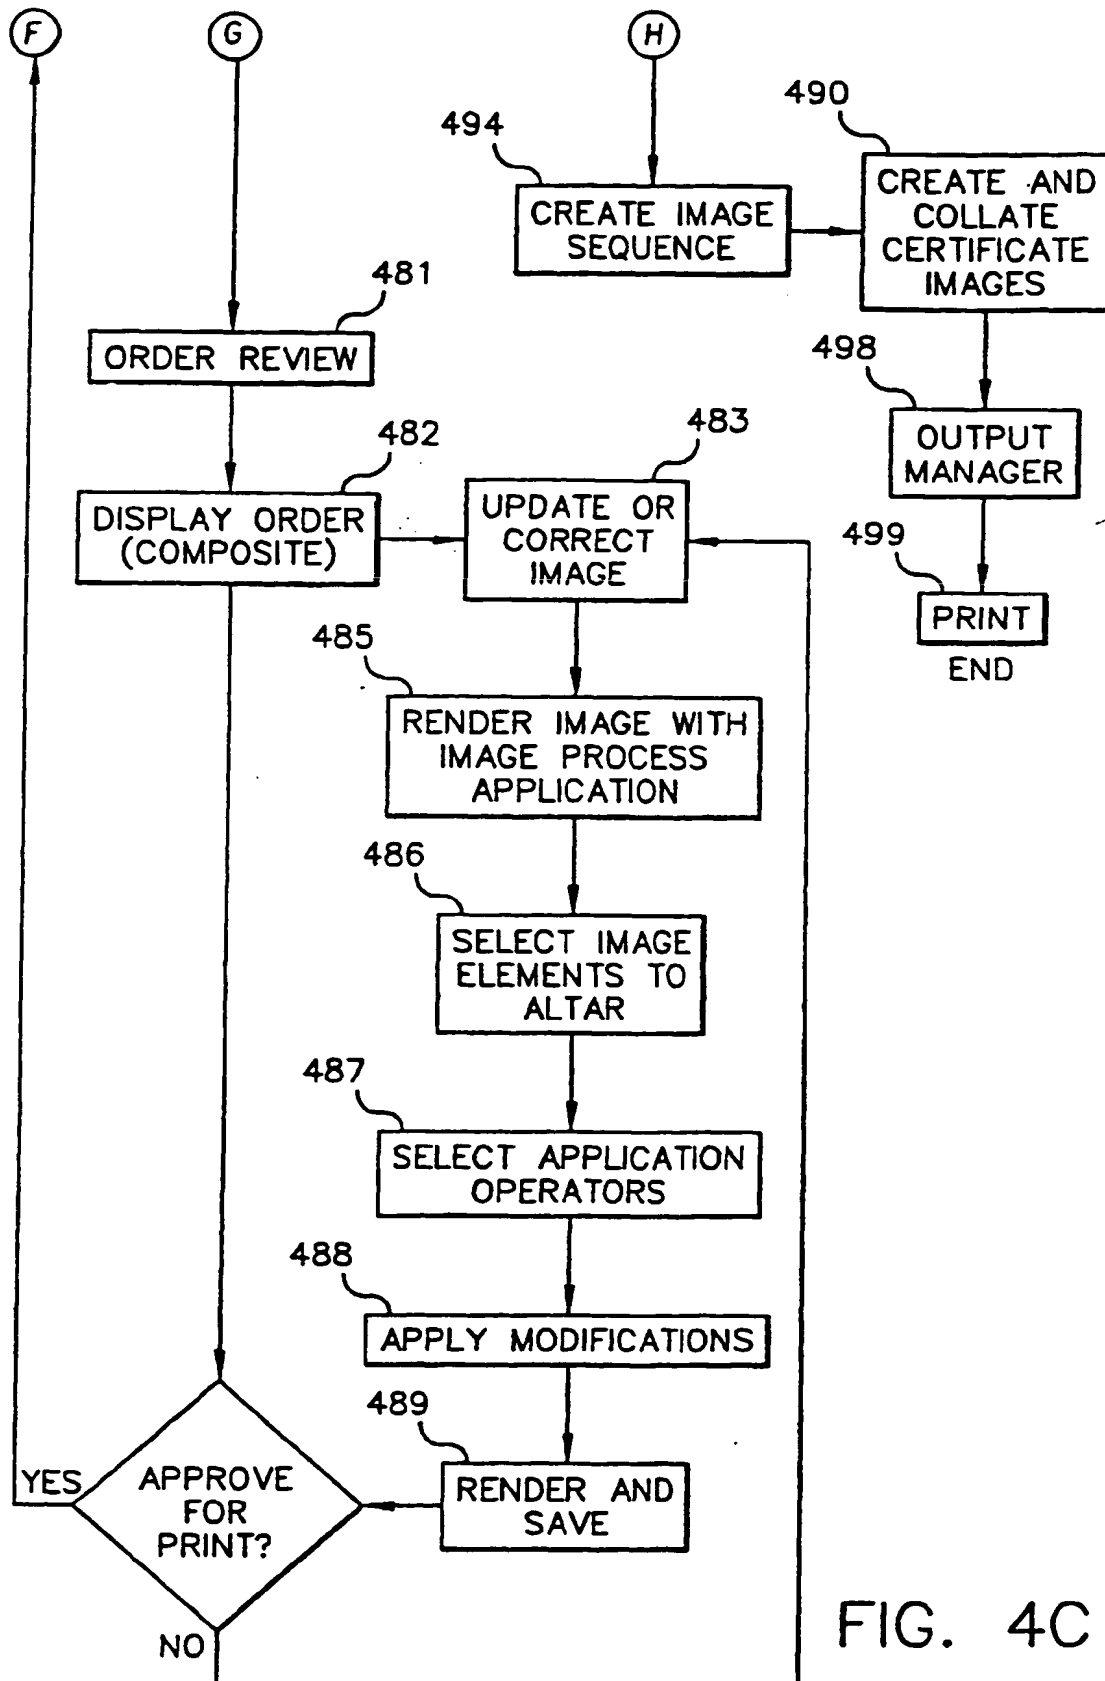 F
G
H
494
490
CREATE IMAGE
SEQUENCE
CREATE AND
COLLATE
CERTIFICATE
IMAGES
481
ORDER REVIEW
498
OUTPUT
MANAGER
482
DISPLAY ORDER
(COMPOSITE)
483
UPDATE OR
CORRECT
IMAGE
499
PRINT
END
485
RENDER IMAGE WITH
IMAGE PROCESS
APPLICATION
486
SELECT IMAGE
ELEMENTS TO
ALTAR
487
SELECT APPLICATION
OPERATORS
488
APPLY MODIFICATIONS
489
RENDER AND
SAVE
YES
APPROVE
FOR
PRINT?
NO
FIG. 4C